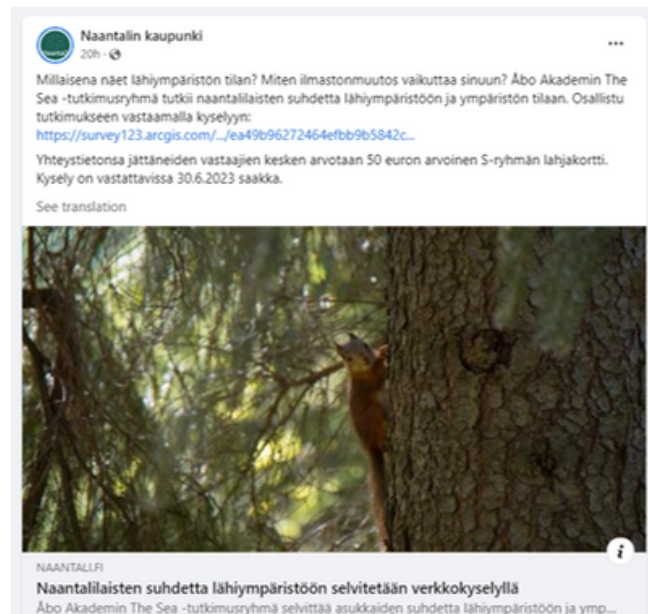 Naantalin kaupunki
20h ·
Millaisena näet lähiympäristön tilan? Miten ilmastonmuutos vaikuttaa sinuun? Åbo Akademin The
Sea -tutkimusryhmä tutkii naantalilaisten suhdetta lähiympäristöön ja ympäristön tilaan. Osallistu
tutkimukseen vastaamalla kyselyyn:
https://survey123.arcgis.com/.../ea49b96272464efbb9b5842c...
Yhteystietonsa jättäneiden vastaajien kesken arvotaan 50 euron arvoinen S-ryhmän lahjakortti.
Kysely on vastattavissa 30.6.2023 saakka.
See translation
NAANTALI.FI
Naantalilaisten suhdetta lähiympäristöön selvitetään verkkokyselyllä
Åbo Akademin The Sea -tutkimusryhmä selvittää asukkaiden suhdetta lähiympäristöön ja ymp...